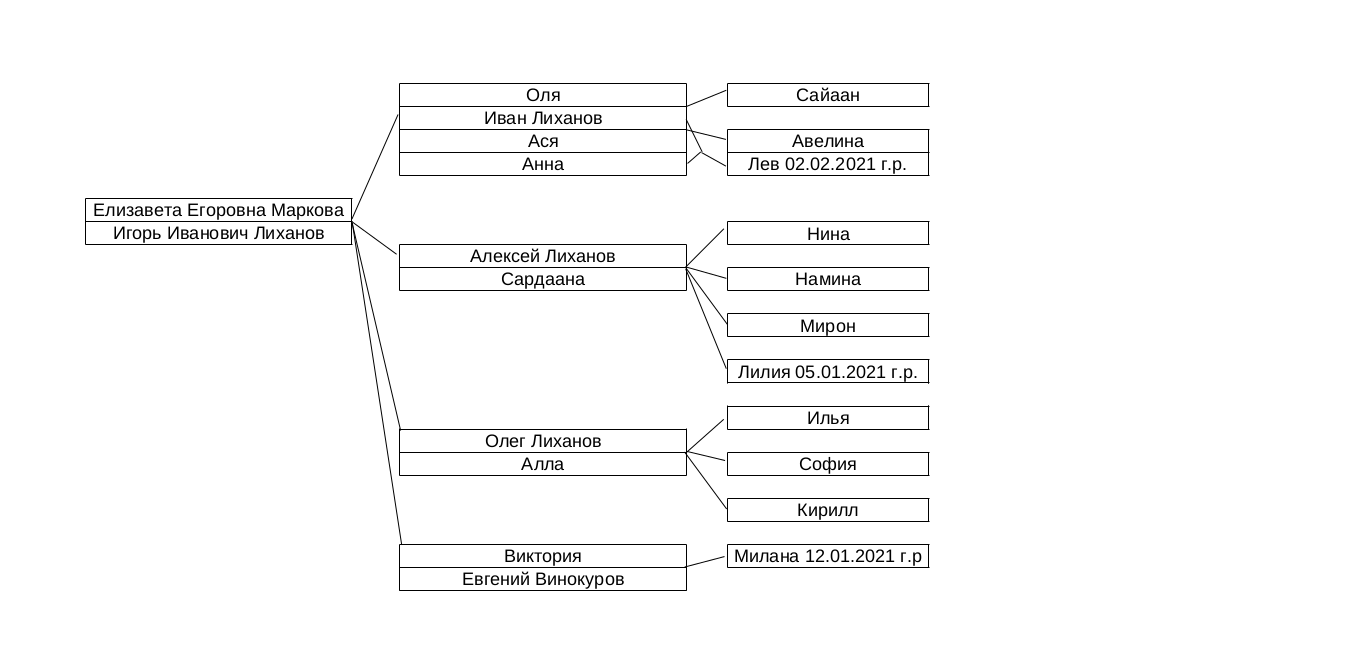 Елизавета Егоровна Маркова
Игорь Иванович Лиханов
Оля
Иван Лиханов
Ася
Анна
Сайаан
Авелина
Лев 02.02.2021 г.р.
Алексей Лиханов
Сардаана
Нина
Намина
Мирон
Лилия 05.01.2021 г.р.
Олег Лиханов
Алла
Илья
София
Кирилл
Виктория
Евгений Винокуров
Милана 12.01.2021 г.р